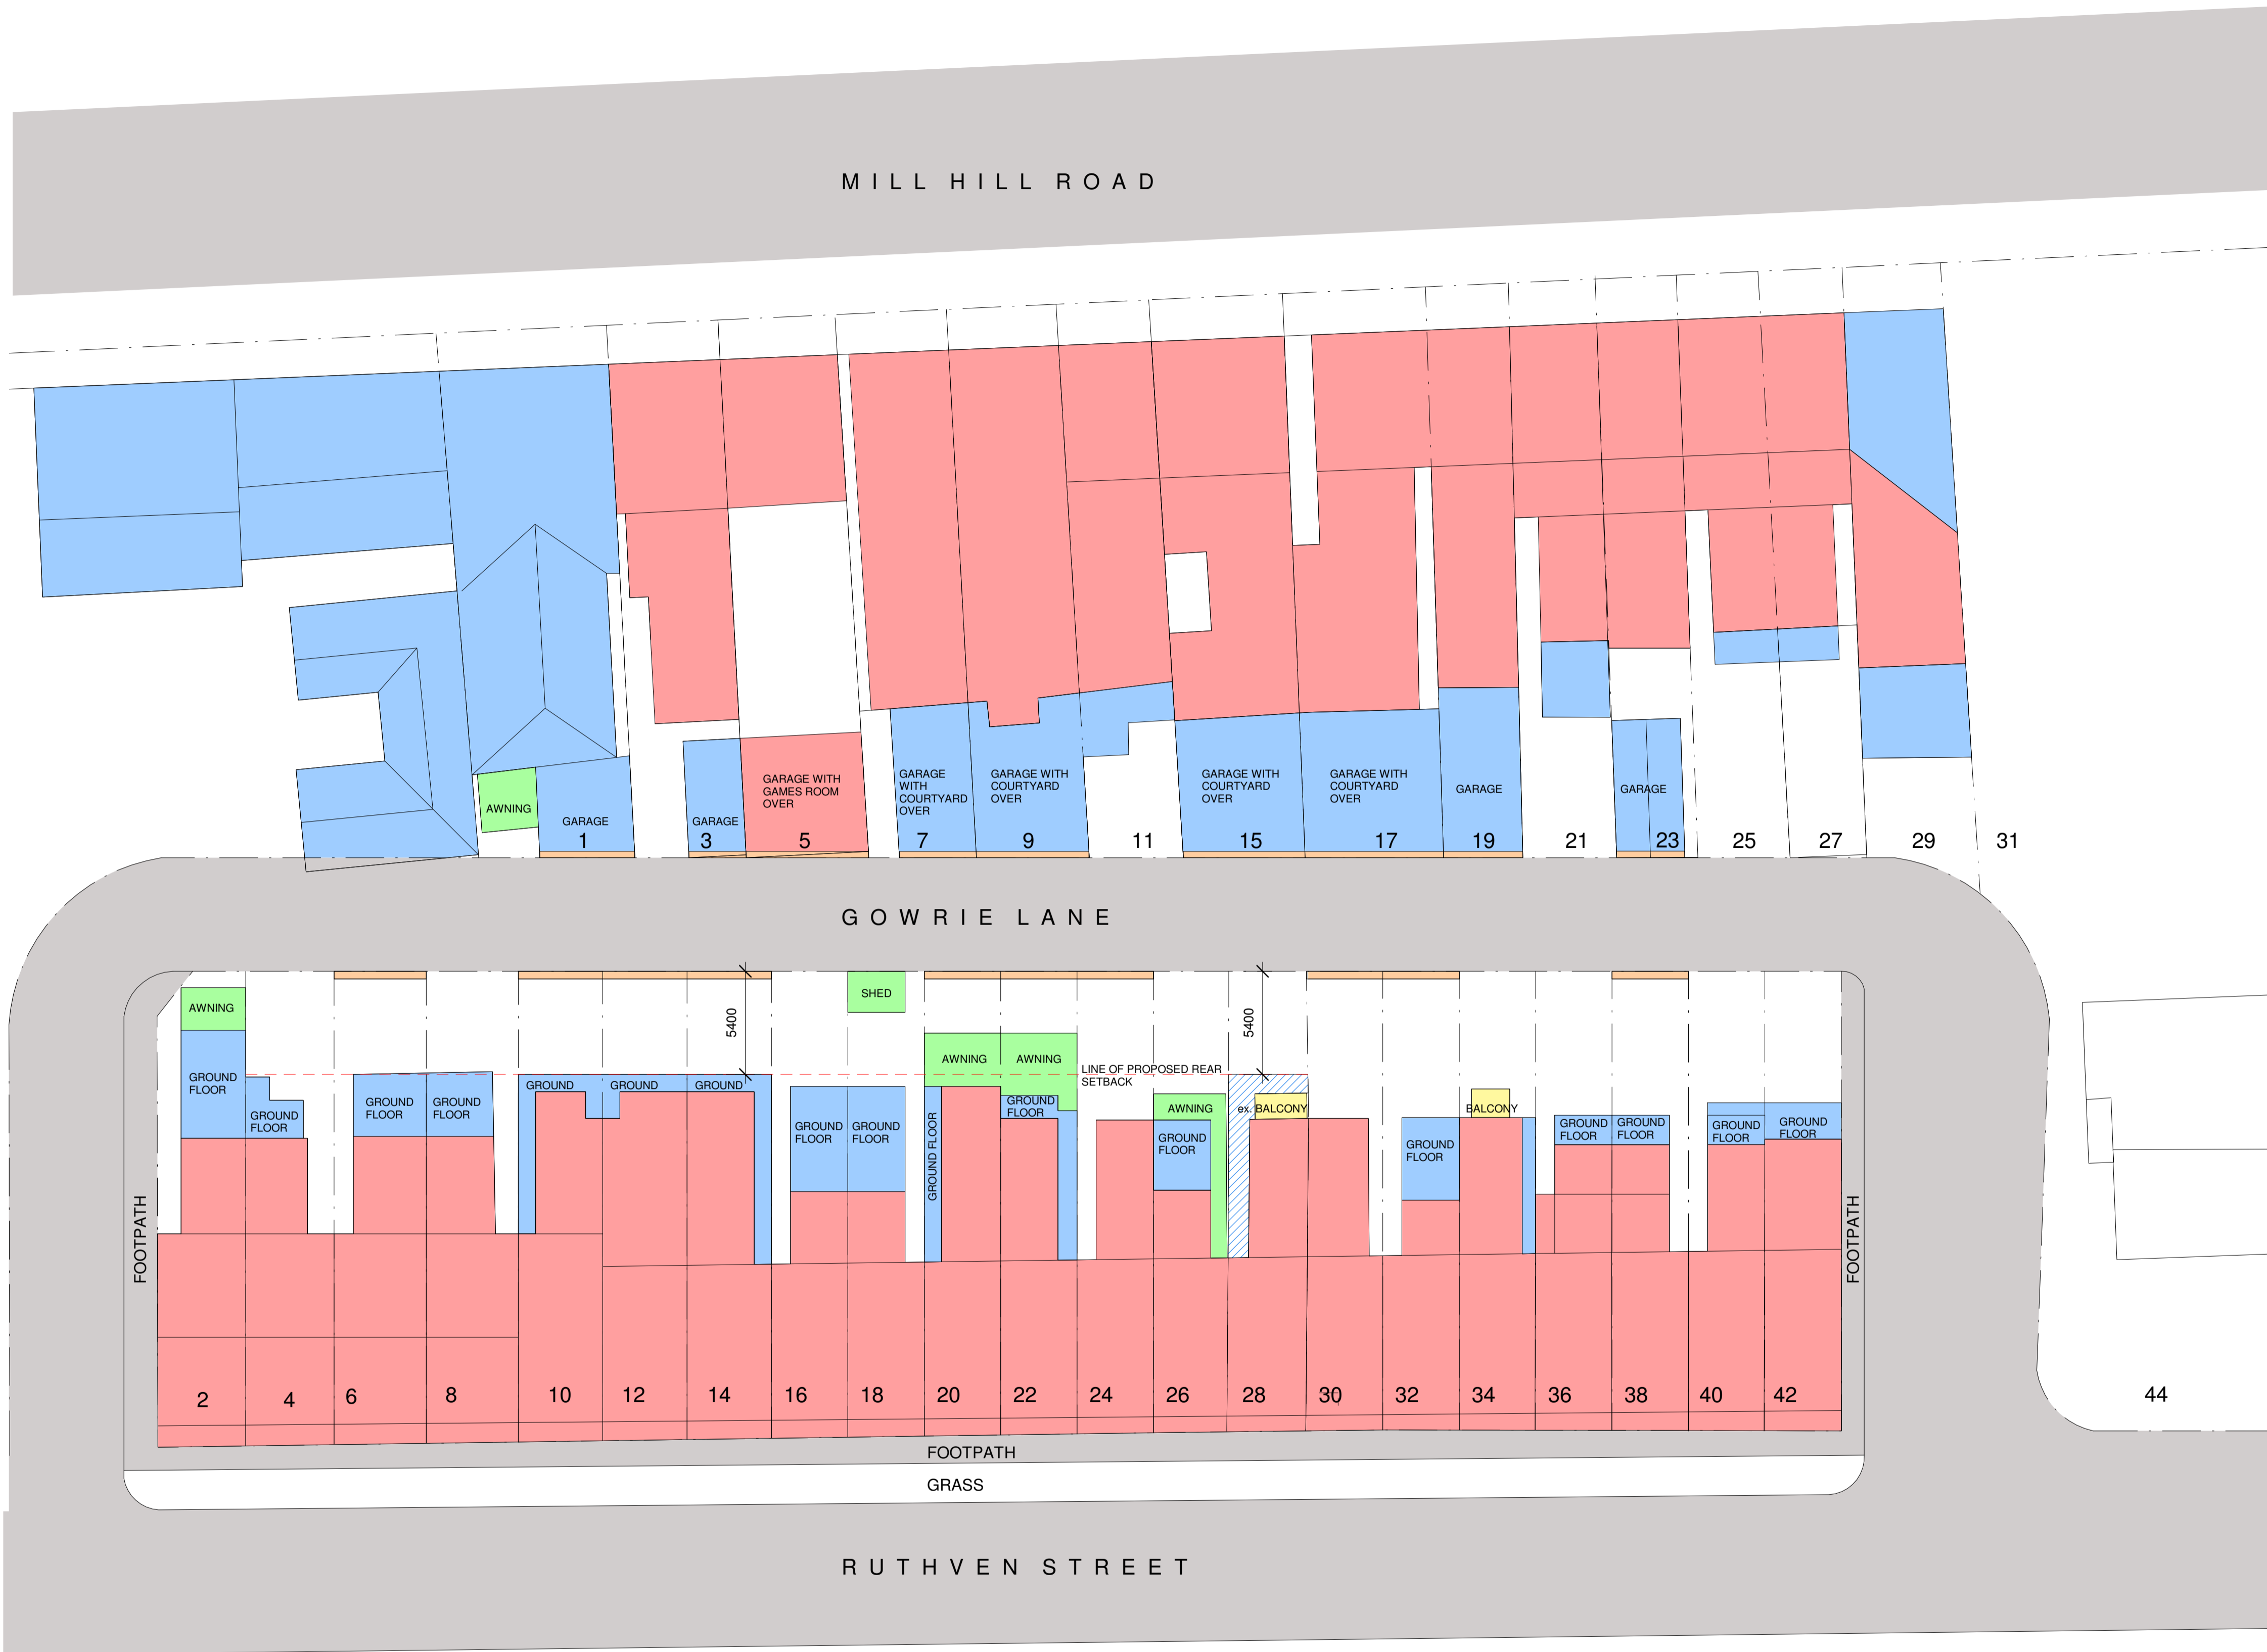 MILL HILL ROAD
AWNING
GARAGE
1
GARAGE
3
GARAGE WITH
GAMES ROOM
OVER
5
GARAGE
WITH
COURTYARD
OVER
7
GARAGE WITH
COURTYARD
OVER
9
11
GARAGE WITH
COURTYARD
OVER
15
GARAGE WITH
COURTYARD
OVER
17
GARAGE
19
21
GARAGE
23
25
27
29
31
GOWRIE LANE
AWNING
GROUND
FLOOR
GROUND
FLOOR
GROUND
FLOOR
GROUND
FLOOR
GROUND
GROUND
GROUND
5400
SHED
GROUND
FLOOR
GROUND
FLOOR
AWNING
AWNING
GROUND FLOOR
GROUND
FLOOR
LINE OF PROPOSED REAR
SETBACK
AWNING
GROUND
FLOOR
5400
ex. BALCONY
GROUND
FLOOR
BALCONY
GROUND
FLOOR
GROUND
FLOOR
GROUND
FLOOR
GROUND
FLOOR
FOOTPATH
FOOTPATH
2
4
6
8
10
12
14
16
18
20
22
24
26
28
30
32
34
36
38
40
42
44
FOOTPATH
GRASS
RUTHVEN STREET